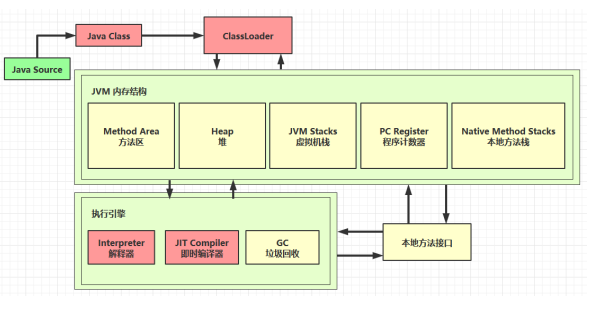 Java Class
ClassLoader
Java Source
JVM 内存结构
Method Area
方法区
Heap
堆
JVM Stacks
虚拟机栈
PC Register
程序计数器
Native Method Stacks
本地方法栈
执行引擎
Interpreter
解释器
JIT Compiler
即时编译器
GC
垃圾回收
本地方法接口